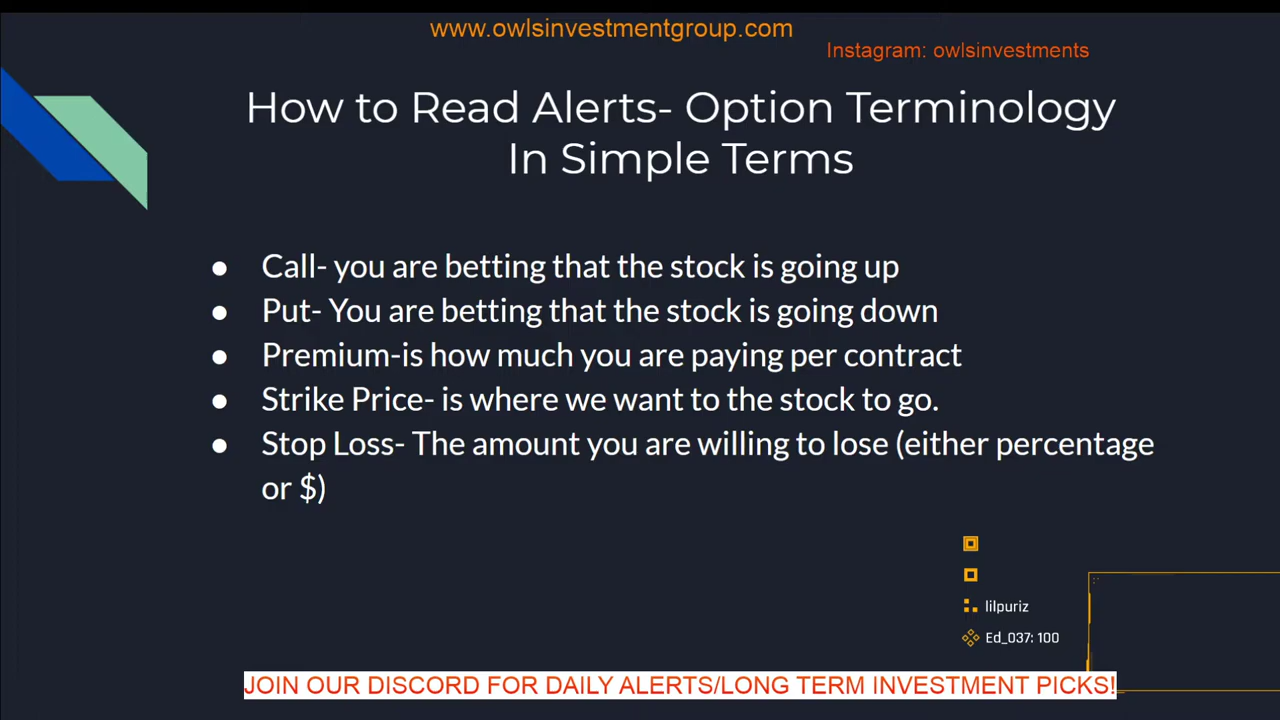 www.owlsinvestmentgroup.com
Instagram: owlsinvestments
How to Read Alerts- Option Terminology
In Simple Terms
● Call- you are betting that the stock is going up
● Put- You are betting that the stock is going down
● Premium-is how much you are paying per contract
● Strike Price- is where we want to the stock to go.
● Stop Loss- The amount you are willing to lose (either percentage
or $)
lilpuriz
Ed_037: 100
JOIN OUR DISCORD FOR DAILY ALERTS/LONG TERM INVESTMENT PICKS!